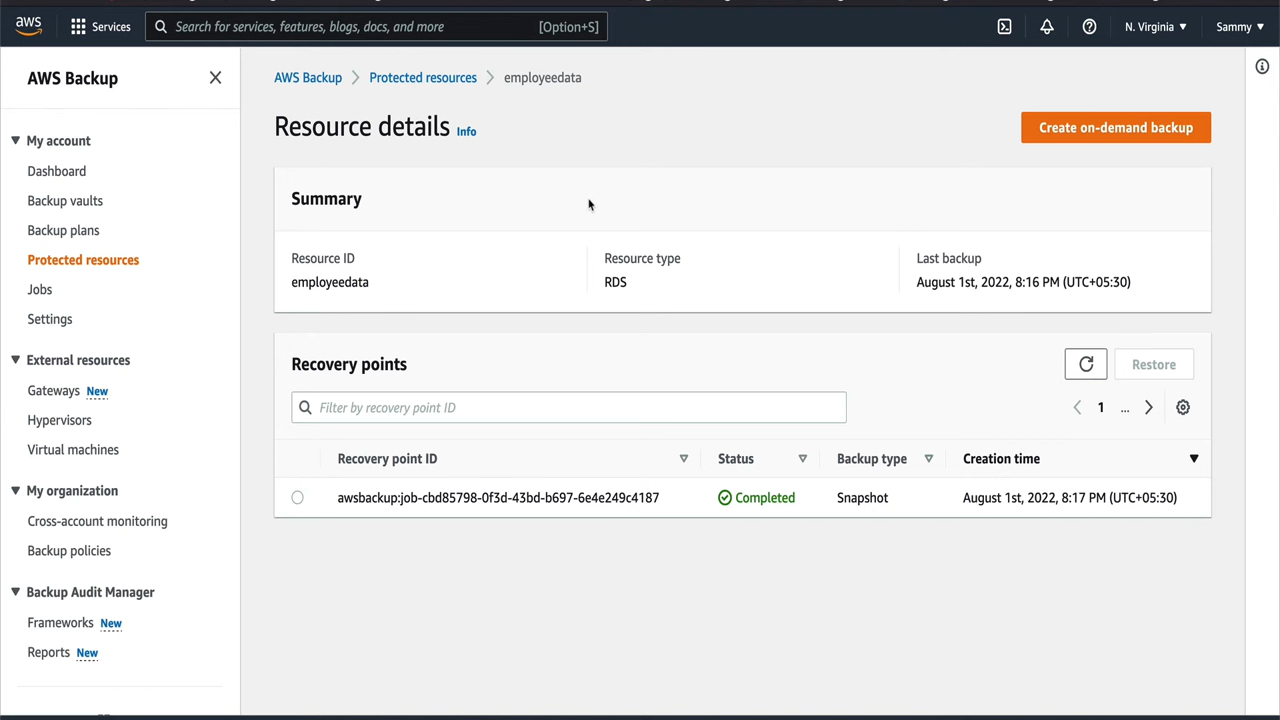 aws
Services
Search for services, features, blogs, docs, and more [Option+S]
N. Virginia
Sammy
AWS Backup
My account
Dashboard
Backup vaults
Backup plans
Protected resources
Jobs
Settings
External resources
Gateways New
Hypervisors
Virtual machines
My organization
Cross-account monitoring
Backup policies
Backup Audit Manager
Frameworks New
Reports New
AWS Backup > Protected resources > employeedata
Resource details Info
Create on-demand backup
Summary
Resource ID
employeedata
Resource type
RDS
Last backup
August 1st, 2022, 8:16 PM (UTC+05:30)
Recovery points
Restore
Filter by recovery point ID
1 ...
Recovery point ID Status Backup type Creation time
awsbackup:job-cbd85798-0f3d-43bd-b697-6e4e249c4187 Completed Snapshot August 1st, 2022, 8:17 PM (UTC+05:30)